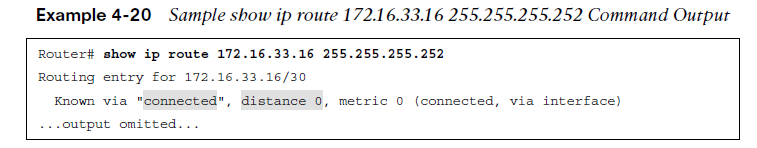 Example 4-20 Sample show ip route 172.16.33.16 255.255.255.252 Command Output
Router# show ip route 172.16.33.16 255.255.255.252
Routing entry for 172.16.33.16/30
Known via "connected", distance 0, metric 0 (connected, via interface)
...output omitted...